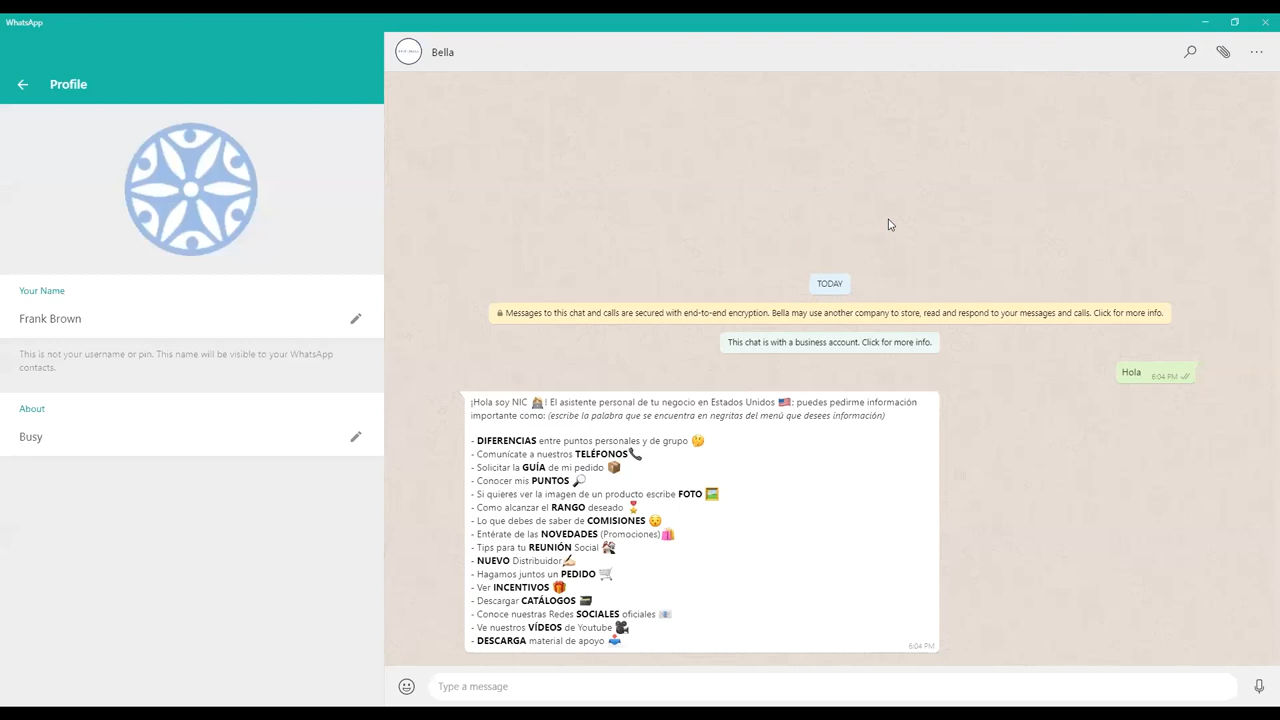 WhatsApp
Profile
Your Name
Frank Brown
This is not your username or pin. This name will be visible to your WhatsApp
contacts.
About
Busy
Bella
TODAY
Messages to this chat and calls are secured with end-to-end encryption. Bella may use another company to store, read and respond to your messages and calls. Click for more info.
This chat is with a business account. Click for more info.
Hola 6:04 PM
¡Hola soy NIC 👩🏻‍💼! El asistente personal de tu negocio en Estados Unidos 🇺🇸: puedes pedirme información
importante como: (escribe la palabra que se encuentra en negritas del menú que desees información)
- DIFERENCIAS entre puntos personales y de grupo 🤔
- Comunícate a nuestros TELÉFONOS📞
- Solicitar la GUÍA de mi pedido 📦
- Conocer mis PUNTOS 🔎
- Si quieres ver la imagen de un producto escribe FOTO 🖼️
- Como alcanzar el RANGO deseado 🎖️
- Lo que debes de saber de COMISIONES 😌
- Entérate de las NOVEDADES (Promociones)🛍️
- Tips para tu REUNIÓN Social
- NUEVO Distribuidor✍🏻
- Hagamos juntos un PEDIDO 🛒
- Ver INCENTIVOS 🎁
- Descargar CATÁLOGOS
- Conoce nuestras Redes SOCIALES oficiales 📧
- Ve nuestros VÍDEOS de Youtube 🎥
- DESCARGA material de apoyo 📥
6:04 PM
Type a message